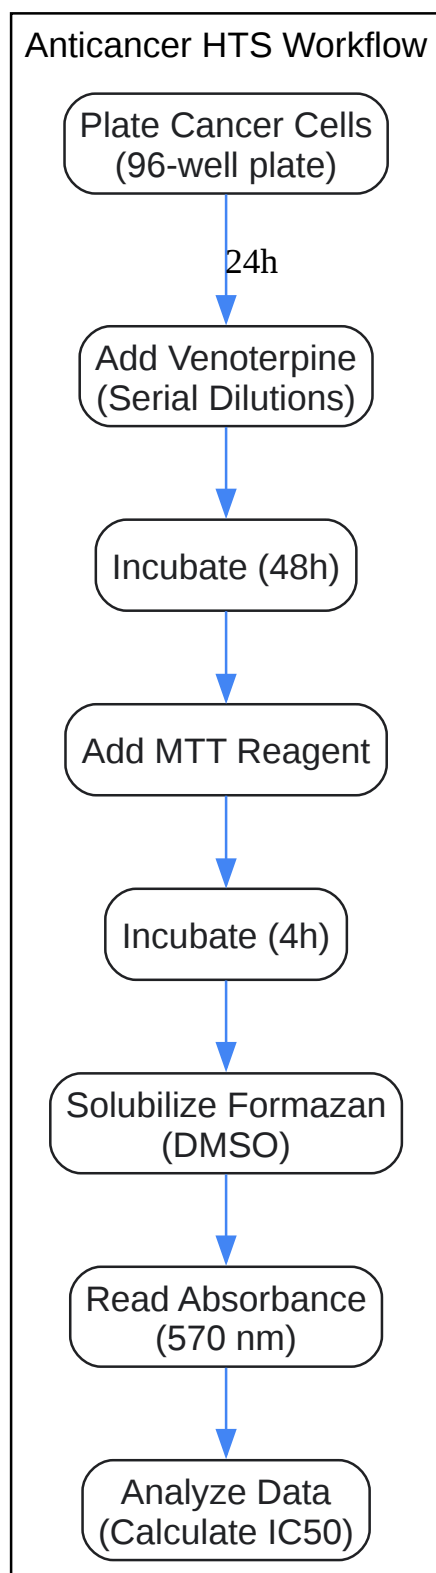 Anticancer HTS Workflow
Plate Cancer Cells
(96-well plate)
24h
Add Venoterpine
(Serial Dilutions)
Incubate (48h)
Add MTT Reagent
Incubate (4h)
Solubilize Formazan
(DMSO)
Read Absorbance
(570 nm)
Analyze Data
(Calculate IC50)